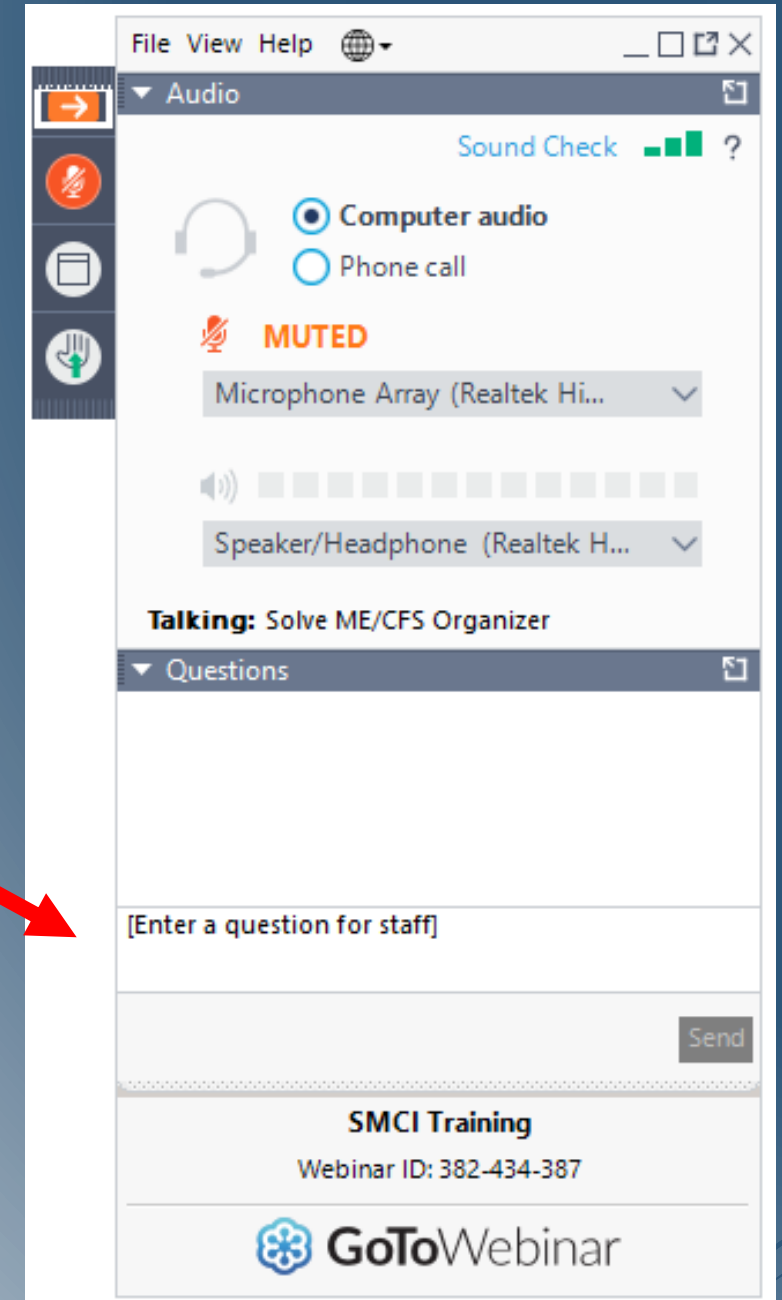 File View Help
Audio
Sound Check ?
Computer audio
Phone call
MUTED
Microphone Array (Realtek Hi...
Speaker/Headphone (Realtek H...
Talking: Solve ME/CFS Organizer
Questions
[Enter a question for staff]
Send
SMCI Training
Webinar ID: 382-434-387
GoToWebinar